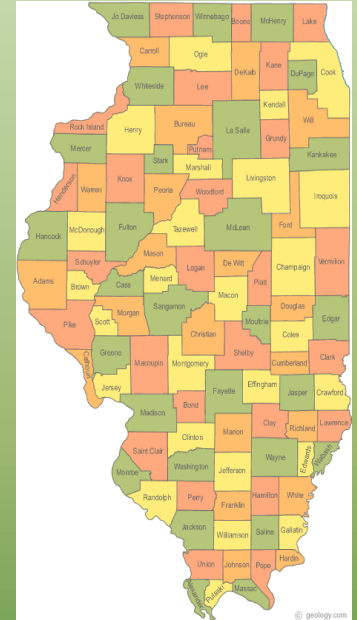 Jo Daviess Stephenson Winnebago Boone McHenry Lake
Carroll Ogle DeKalb Kane Cook
DuPage
Whiteside Lee
Kendall Will
Rock Island Henry Bureau La Salle Grundy
Mercer Putnam Kankakee
Stark Marshall
Henderson Warren Knox Peoria Woodford Livingston Iroquois
Hancock McDonough Fulton Tazewell McLean Ford
Mason
Schuyler Logan De Witt Champaign Vermilion
Adams Brown Cass Menard Macon Piatt
Sangamon Douglas
Pike Scott Morgan Christian Moultrie Coles Edgar
Greene Macoupin Montgomery Shelby Cumberland Clark
Calhoun Jersey Fayette Effingham Jasper Crawford
Madison Bond
Clinton Marion Clay Richland Lawrence
Saint Clair
Monroe Washington Jefferson Wayne Edwards Wabash
Randolph Perry Franklin Hamilton White
Jackson Williamson Saline Gallatin
Union Johnson Pope Hardin
Alexander Pulaski Massac
© geology.com